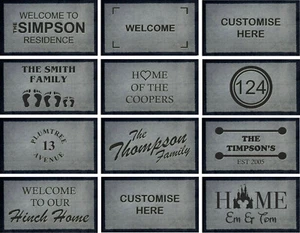 WELCOME TO
THE SIMPSON
RESIDENCE
WELCOME
CUSTOMISE
HERE
THE SMITH
FAMILY
HOME
OF THE
COOPERS
124
PLUMTREE
13
AVENUE
The
Thompson
Family
THE
TIMPSON'S
EST 2005
WELCOME
TO OUR
Hinch Home
CUSTOMISE
HERE
HOME
Em & Tom